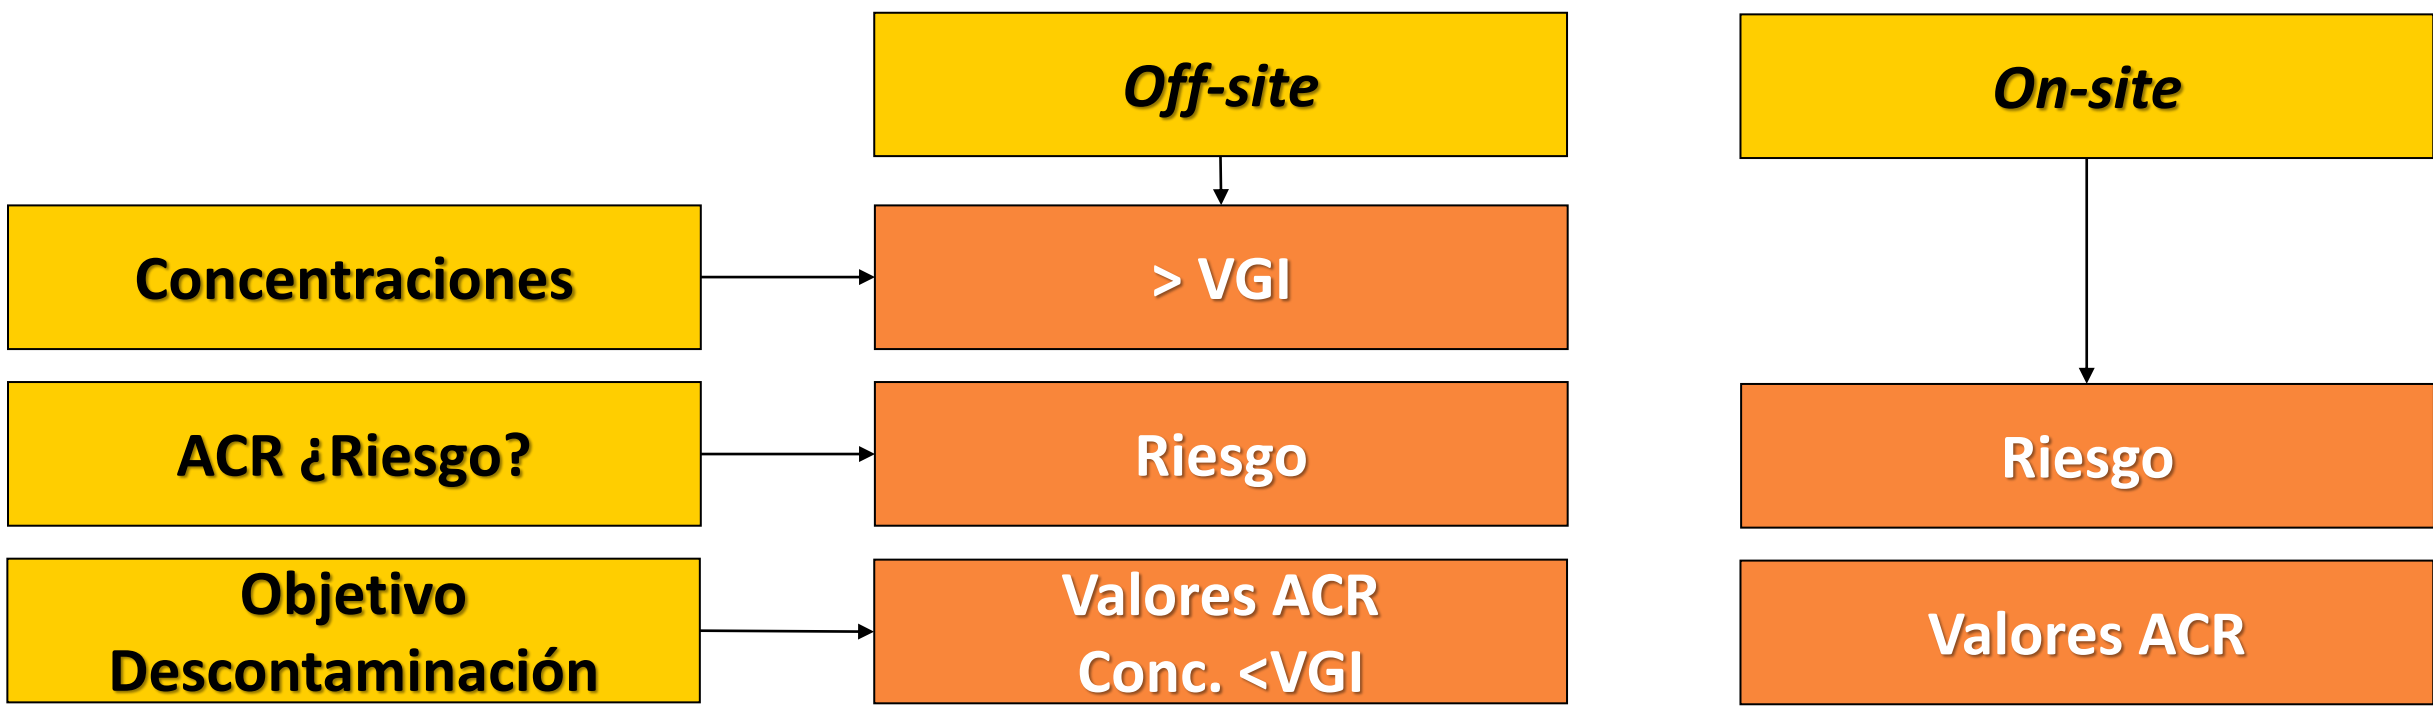 Off-site
On-site
Concentraciones
> VGI
ACR ¿Riesgo?
Riesgo
Riesgo
Objetivo
Descontaminación
Valores ACR
Conc. <VGI
Valores ACR